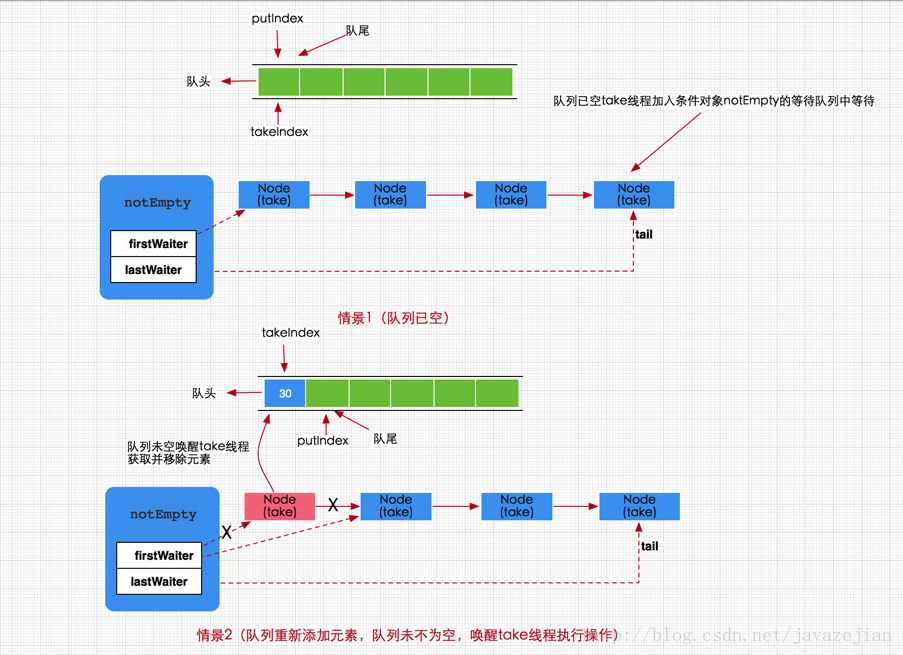 putIndex
队尾
队头
takeIndex
队列已空take线程加入条件对象notEmpty的等待队列中等待
notEmpty
firstWaiter
lastWaiter
Node
(take)
Node
(take)
Node
(take)
Node
(take)
tail
情景1（队列已空）
takeIndex
队头
30
putIndex
队尾
队列未空唤醒take线程
获取并移除元素
notEmpty
firstWaiter
lastWaiter
X
Node
(take)
X
Node
(take)
Node
(take)
Node
(take)
tail
情景2（队列重新添加元素，队列未不为空，唤醒take线程执行操作）
http://blog.csdn.net/javazejian